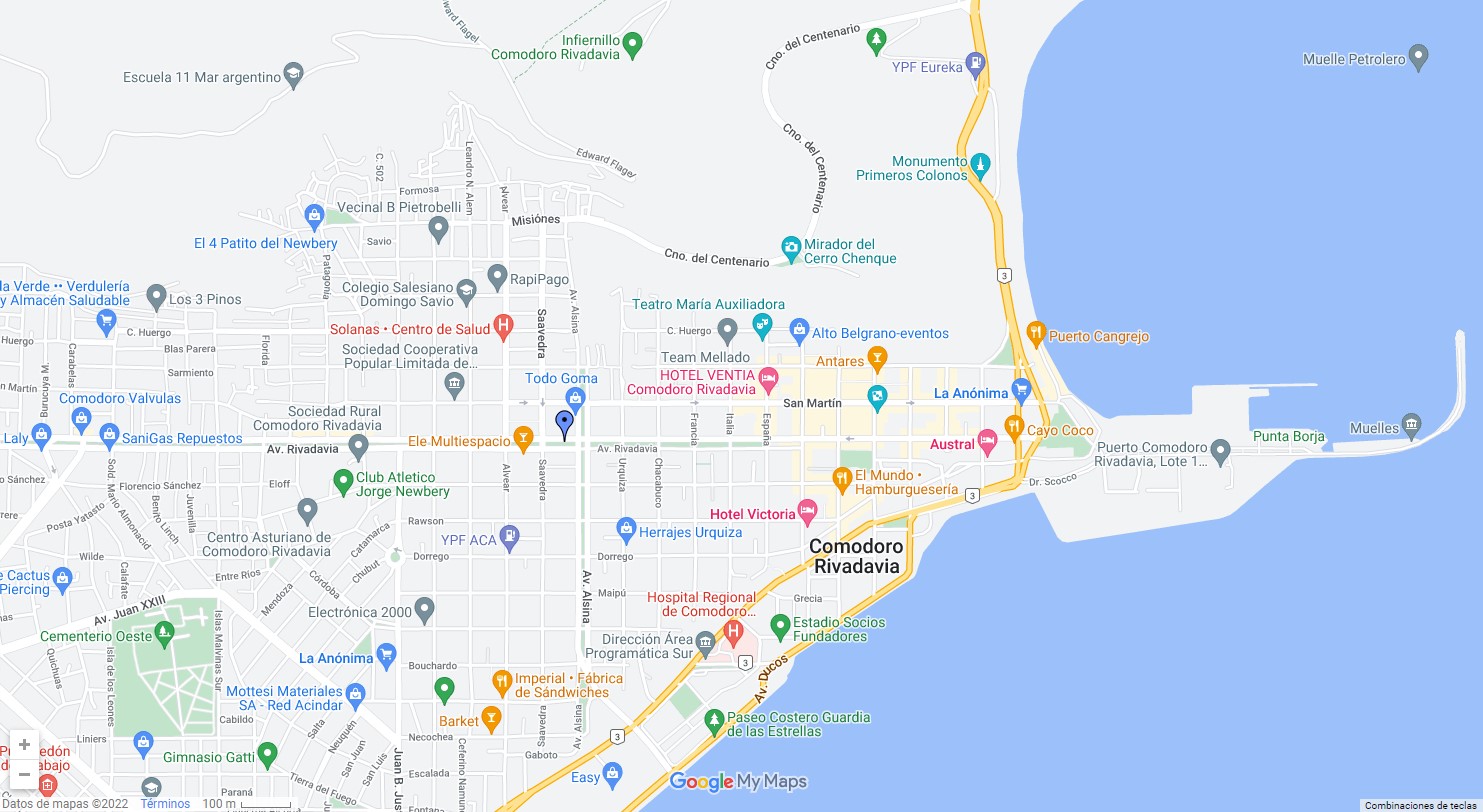 Edward Flagel
Infiernillo
Comodoro Rivadavia
Cno. del Centenario
YPF Eureka
Muelle Petrolero
Escuela 11 Mar argentino
Cno. del Centenario
Monumento
Primeros Colonos
C. 502
Leandro N. Alem
Edward Flagel
Formosa
Alvear
Vecinal B Pietrobelli
Misiónes
El 4 Patito del Newbery
Savio
Patagonia
Cno. del Centenario
Mirador del
Cerro Chenque
3
la Verde •• Verdulería
y Almacén Saludable
Los 3 Pinos
Colegio Salesiano
Domingo Savio
RapiPago
Av. Alsina
Saavedra
Teatro María Auxiliadora
Huergo
C. Huergo
Solanas • Centro de Salud
C. Huergo
Alto Belgrano-eventos
Puerto Cangrejo
Carabelas
Blas Parera
Florida
Sociedad Cooperativa
Popular Limitada de...
Team Mellado
Antares
Sarmiento
HOTEL VENTIA
Comodoro Rivadavia
Todo Goma
n Martín
Burucuya W.
Comodoro Valvulas
San Martín
La Anónima
Sociedad Rural
Comodoro Rivadavia
Francia
Italia
España
Laly
SaniGas Repuestos
Ele Multiespacio
Av. Rivadavia
Av. Rivadavia
Austral
Cayo Coco
Puerto Comodoro
Rivadavia, Lote 1...
Punta Borja
Muelles
o Sánchez
Sold. Mario Almonacid
Florencio Sánchez
Benito Linch
Juvenilla
Eloff
Club Atletico
Jorge Newbery
Alvear
Saavedra
Urquiza
Chacabuco
El Mundo •
Hamburguesería
3
Dr. Scocco
rrere
Posta Yatasto
Centro Asturiano de
Comodoro Rivadavia
Rawson
YPF ACA
Herrajes Urquiza
Hotel Victoria
Wilde
Catamarca
Chubut
Dorrego
Dorrego
Comodoro
Rivadavia
e Cactus
Piercing
Calafate
Entre Ríos
Mendoza
Córdoba
Av. Alsina
Maipú
Grecia
Av. Juan XXIII
Electrónica 2000
Hospital Regional
de Comodoro...
Cementerio Oeste
Islas Malvinas Sur
Dirección Área
Programática Sur
Estadio Socios
Fundadores
Quichuas
Isla de los Leones
La Anónima
Bouchardo
3
Av. Ducos
Mottesi Materiales
SA - Red Acindar
Imperial • Fábrica
de Sándwiches
Cabildo
Salta
Barket
Saavedra
Av. Alsina
Paseo Costero Guardia
de las Estrellas
Liniers
Neuquén
Necochea
3
Gimnasio Gatti
San Juan
San Luis
Gaboto
Juan B. Just
Escalada
Ceferino Namun
Easy
Google My Maps
Paraná
Tierra del Fuego
Fontana
+
−
Datos de mapas ©2022
Términos
100 m
Combinaciones de teclas